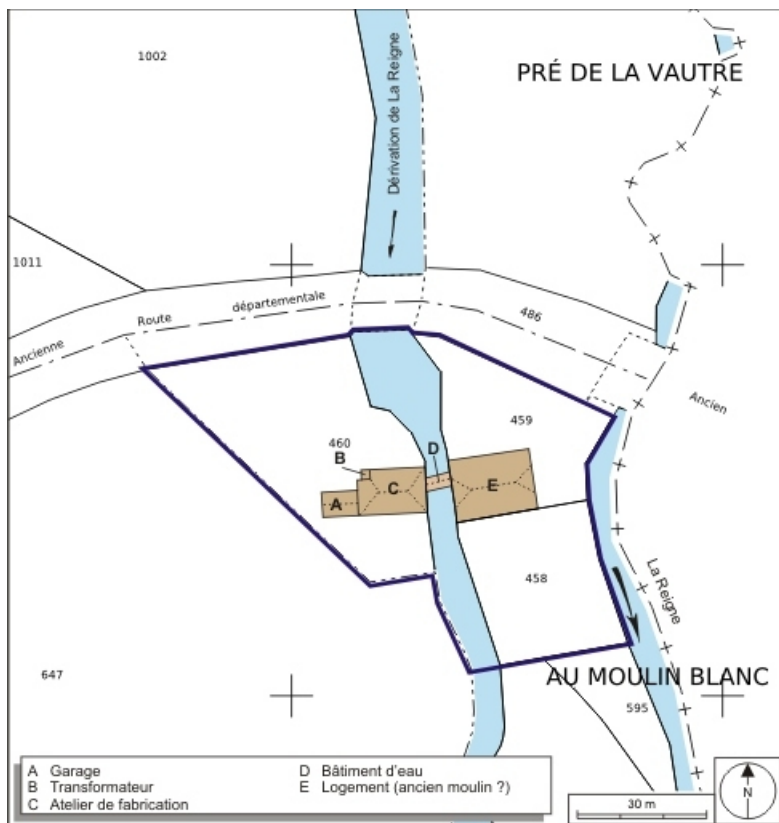 1002
PRÉ DE LA VAUTRE
Dérivation de La Reigne
1011
Ancienne Route départementale 486
Ancien
459
460
B
D
A
C
E
458
La Reigne
647
AU MOULIN BLANC
595
A Garage
B Transformateur
C Atelier de fabrication
D Bâtiment d'eau
E Logement (ancien moulin ?)
30 m
N